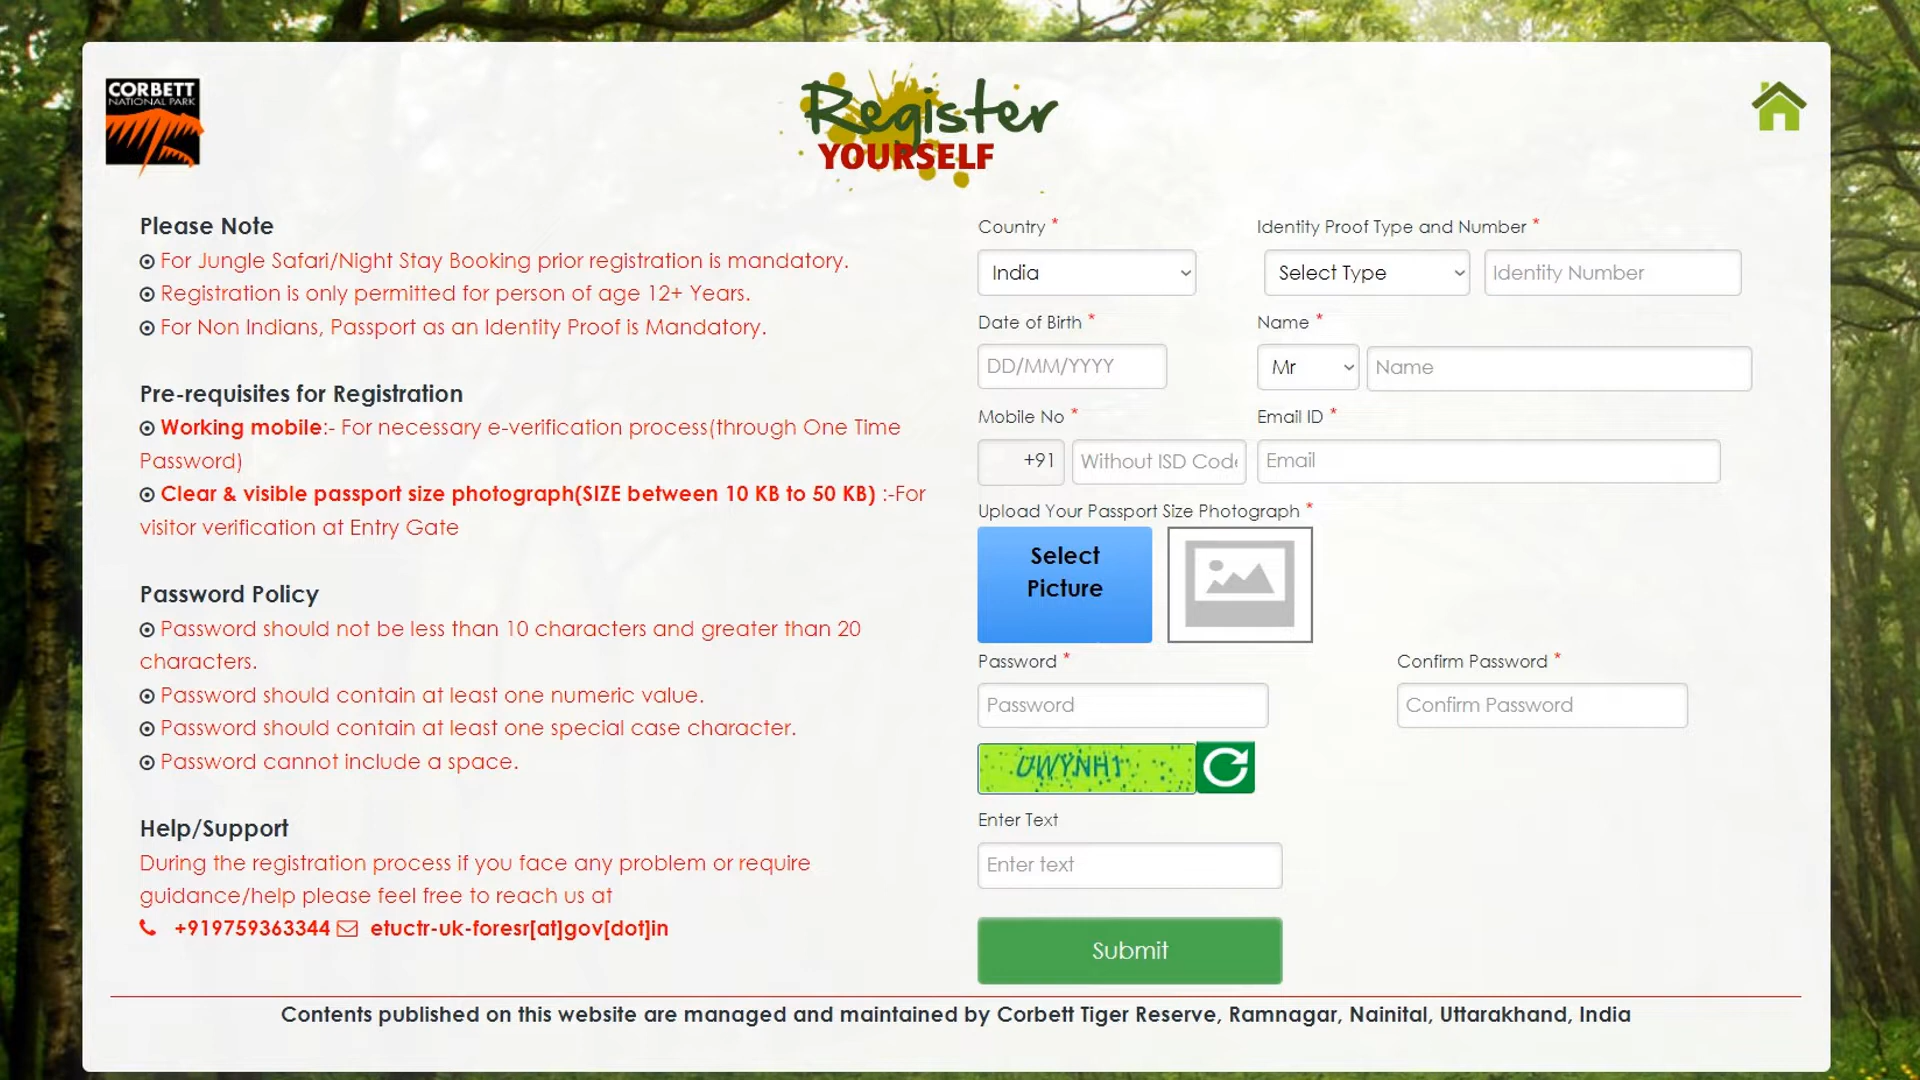 CORBETT
NATIONAL PARK
Register
YOURSELF
Please Note
For Jungle Safari/Night Stay Booking prior registration is mandatory.
Registration is only permitted for person of age 12+ Years.
For Non Indians, Passport as an Identity Proof is Mandatory.
Pre-requisites for Registration
Working mobile:- For necessary e-verification process(through One Time
Password)
Clear & visible passport size photograph(SIZE between 10 KB to 50 KB) :-For
visitor verification at Entry Gate
Password Policy
Password should not be less than 10 characters and greater than 20
characters.
Password should contain at least one numeric value.
Password should contain at least one special case character.
Password cannot include a space.
Help/Support
During the registration process if you face any problem or require
guidance/help please feel free to reach us at
+919759363344 etuctr-uk-foresr[at]gov[dot]in
Country * Identity Proof Type and Number *
India Select Type Identity Number
Date of Birth * Name *
DD/MM/YYYY Mr Name
Mobile No * Email ID *
+91 Without ISD Code Email
Upload Your Passport Size Photograph *
Select
Picture
Password * Confirm Password *
Password Confirm Password
UWYNH1
Enter Text
Enter text
Submit
Contents published on this website are managed and maintained by Corbett Tiger Reserve, Ramnagar, Nainital, Uttarakhand, India